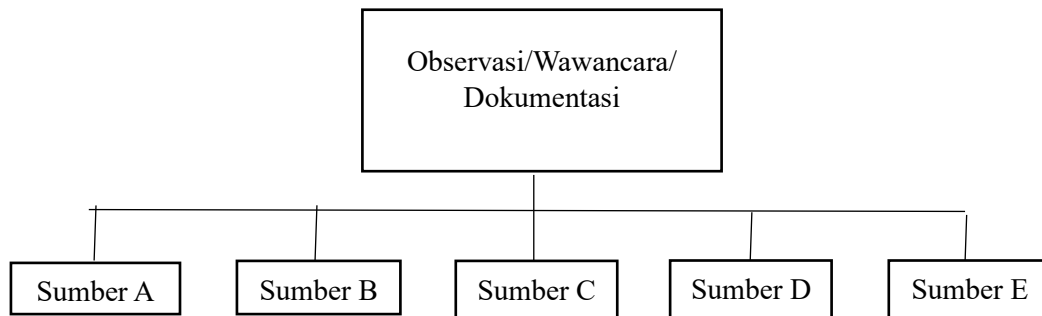 Observasi/Wawancara/
Dokumentasi
Sumber A
Sumber B
Sumber C
Sumber D
Sumber E